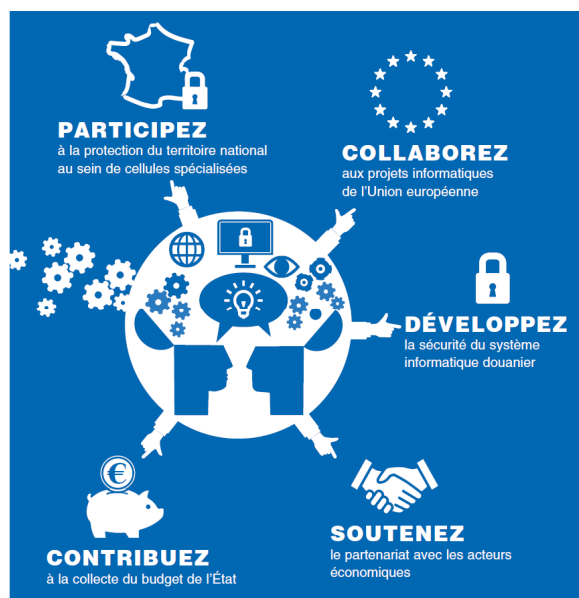 PARTICIPEZ
à la protection du territoire national
au sein de cellules spécialisées
COLLABOREZ
aux projets informatiques
de l'Union européenne
DÉVELOPPEZ
la sécurité du système
informatique douanier
SOUTENEZ
le partenariat avec les acteurs
économiques
€
CONTRIBUEZ
à la collecte du budget de l'État